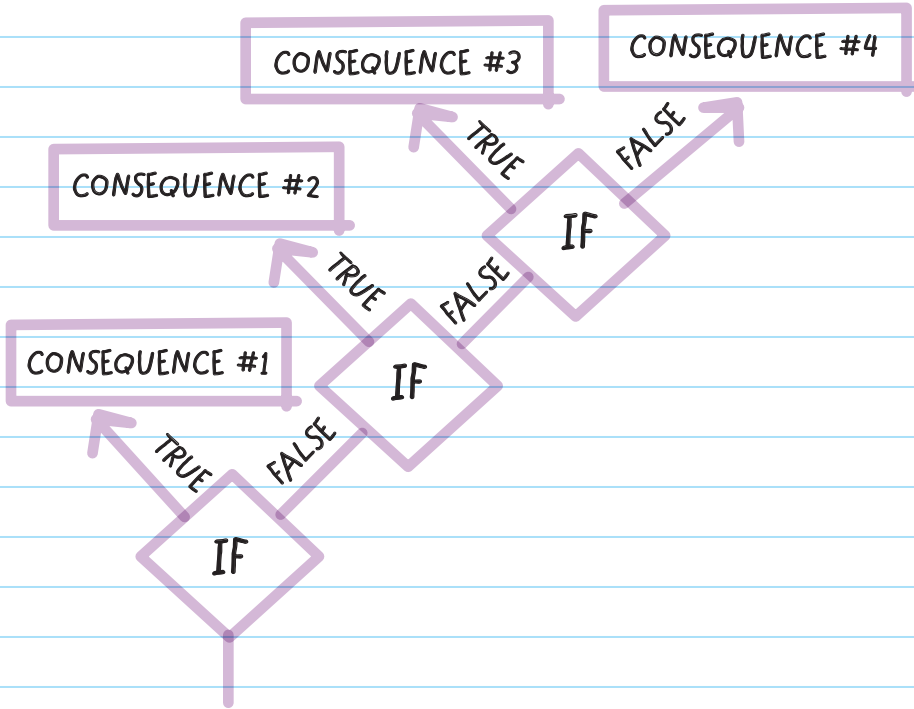 CONSEQUENCE #3
CONSEQUENCE #4
TRUE
FALSE
CONSEQUENCE #2
IF
TRUE
FALSE
CONSEQUENCE #1
IF
TRUE
FALSE
IF